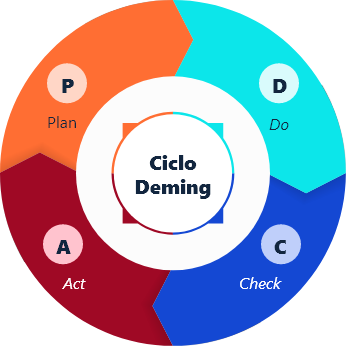 P
Plan
D
Do
Ciclo
Deming
A
Act
C
Check